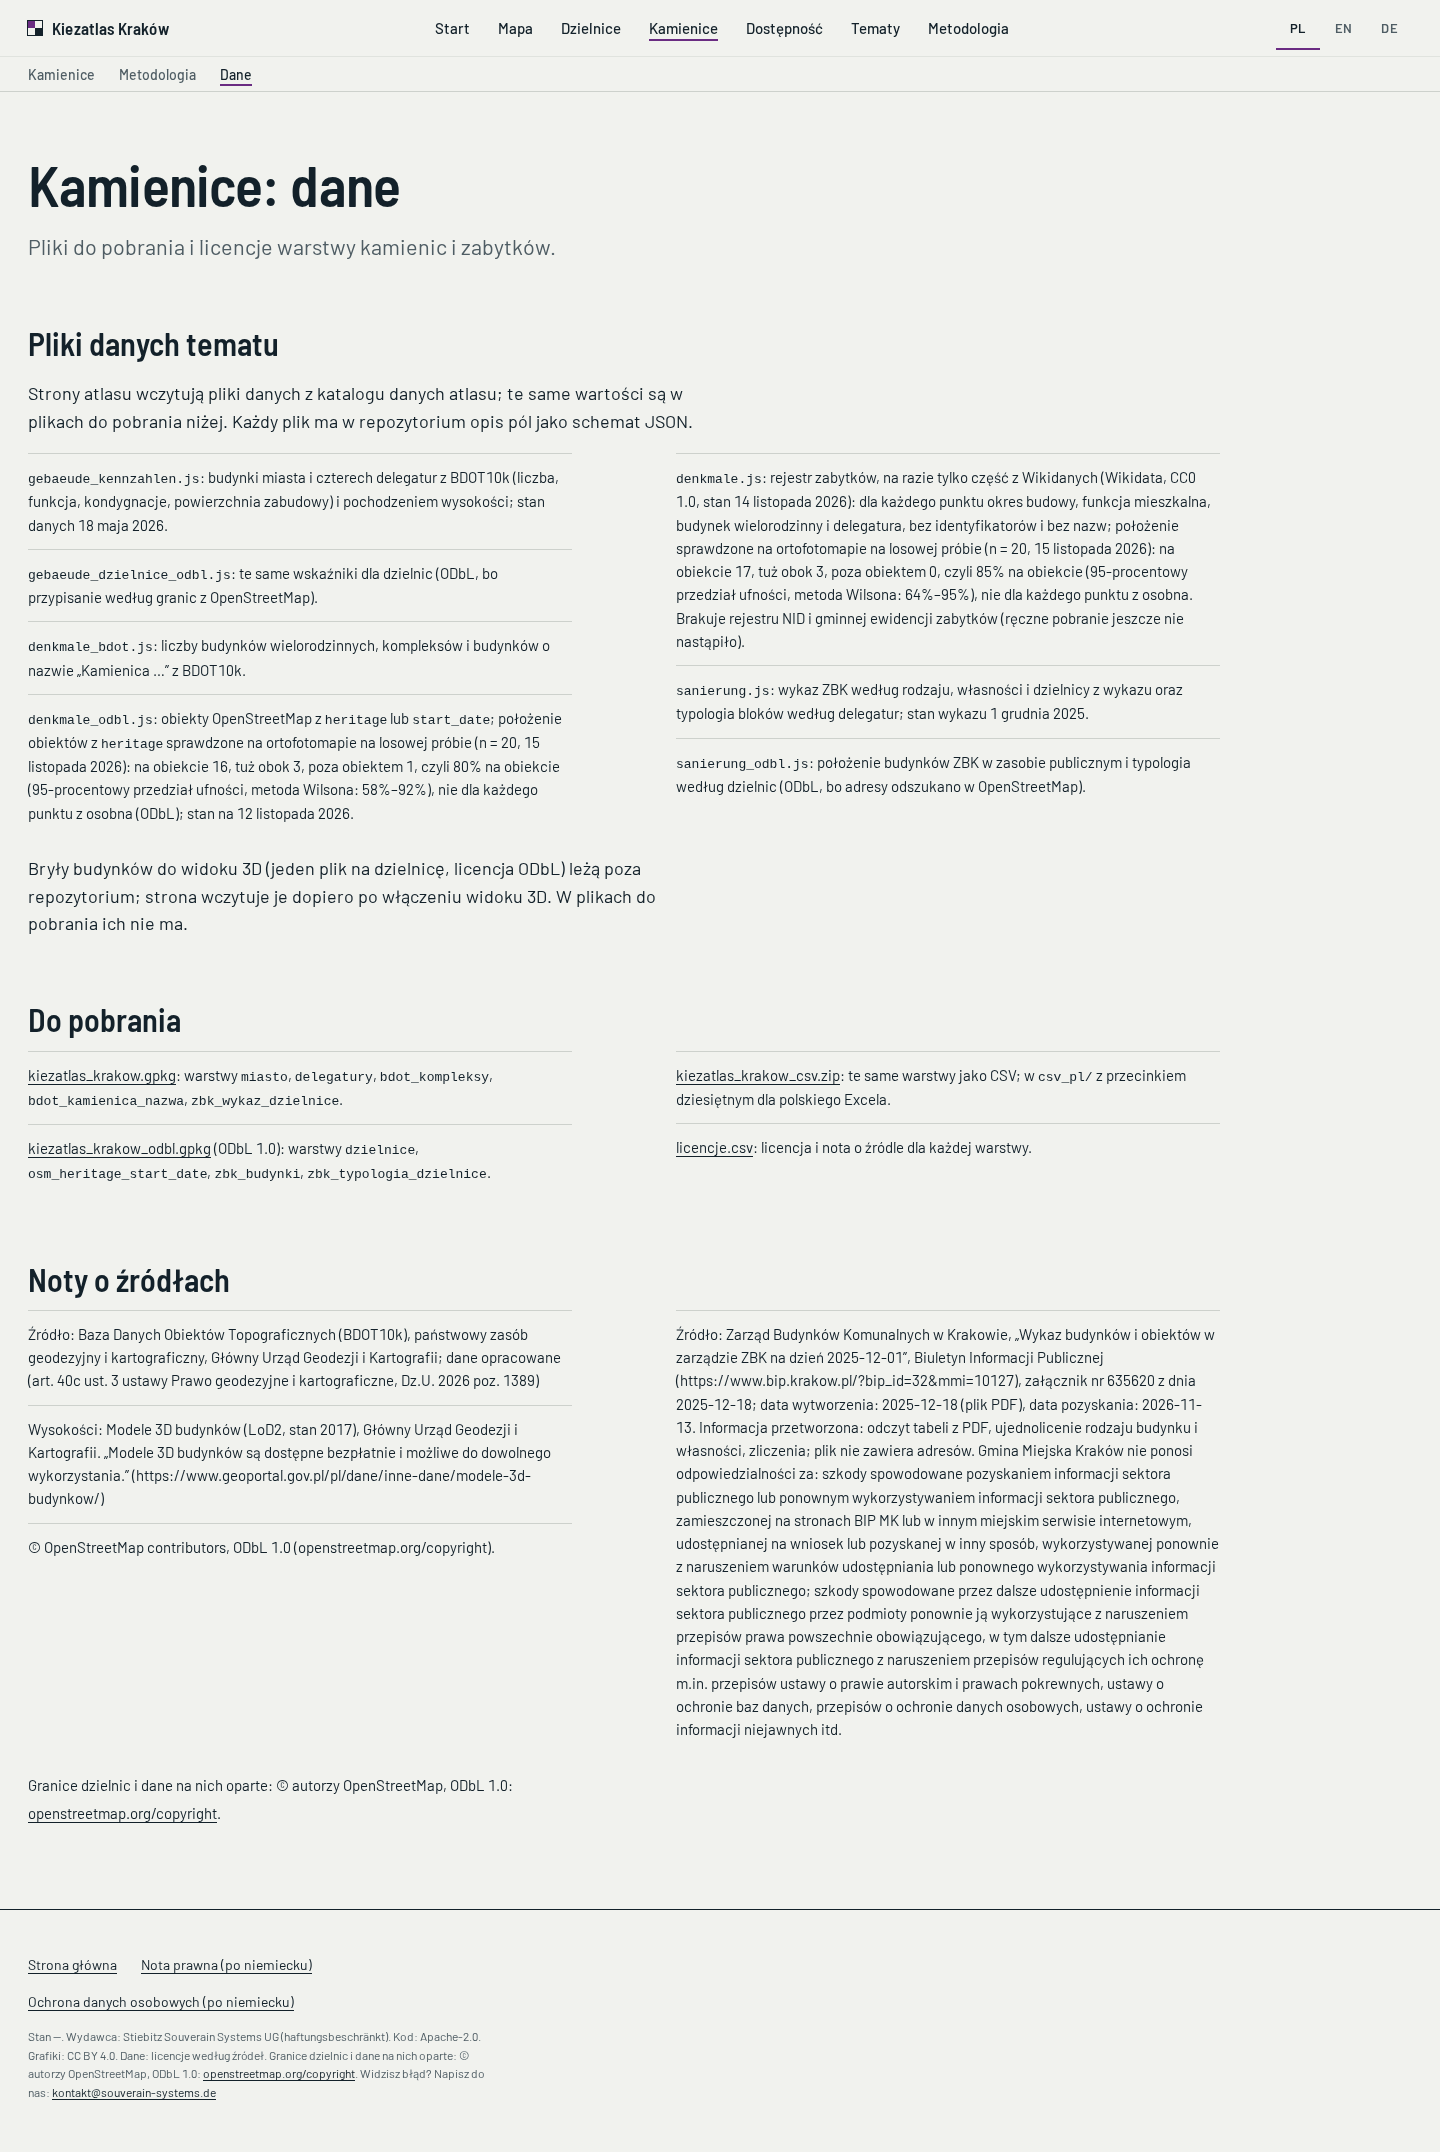 Kiezatlas Kraków
Start Mapa Dzielnice Kamienice Dostępność Tematy Metodologia
PL EN DE
Kamienice Metodologia Dane
Kamienice: dane
Pliki do pobrania i licencje warstwy kamienic i zabytków.
Pliki danych tematu
Strony atlasu wczytują pliki danych z katalogu danych atlasu; te same wartości są w
plikach do pobrania niżej. Każdy plik ma w repozytorium opis pól jako schemat JSON.
gebaeude_kennzahlen.js: budynki miasta i czterech delegatur z BDOT10k (liczba,
funkcja, kondygnacje, powierzchnia zabudowy) i pochodzeniem wysokości; stan
danych 18 maja 2026.
gebaeude_dzielnice_odbl.js: te same wskaźniki dla dzielnic (ODbL, bo
przypisanie według granic z OpenStreetMap).
denkmale_bdot.js: liczby budynków wielorodzinnych, kompleksów i budynków o
nazwie „Kamienica …” z BDOT10k.
denkmale_odbl.js: obiekty OpenStreetMap z heritage lub start_date; położenie
obiektów z heritage sprawdzone na ortofotomapie na losowej próbie (n = 20, 15
listopada 2026): na obiekcie 16, tuż obok 3, poza obiektem 1, czyli 80% na obiekcie
(95-procentowy przedział ufności, metoda Wilsona: 58%–92%), nie dla każdego
punktu z osobna (ODbL); stan na 12 listopada 2026.
denkmale.js: rejestr zabytków, na razie tylko część z Wikidanych (Wikidata, CC0
1.0, stan 14 listopada 2026): dla każdego punktu okres budowy, funkcja mieszkalna,
budynek wielorodzinny i delegatura, bez identyfikatorów i bez nazw; położenie
sprawdzone na ortofotomapie na losowej próbie (n = 20, 15 listopada 2026): na
obiekcie 17, tuż obok 3, poza obiektem 0, czyli 85% na obiekcie (95-procentowy
przedział ufności, metoda Wilsona: 64%–95%), nie dla każdego punktu z osobna.
Brakuje rejestru NID i gminnej ewidencji zabytków (ręczne pobranie jeszcze nie
nastąpiło).
sanierung.js: wykaz ZBK według rodzaju, własności i dzielnicy z wykazu oraz
typologia bloków według delegatur; stan wykazu 1 grudnia 2025.
sanierung_odbl.js: położenie budynków ZBK w zasobie publicznym i typologia
według dzielnic (ODbL, bo adresy odszukano w OpenStreetMap).
Bryły budynków do widoku 3D (jeden plik na dzielnicę, licencja ODbL) leżą poza
repozytorium; strona wczytuje je dopiero po włączeniu widoku 3D. W plikach do
pobrania ich nie ma.
Do pobrania
kiezatlas_krakow.gpkg: warstwy miasto, delegatury, bdot_kompleksy,
bdot_kamienica_nazwa, zbk_wykaz_dzielnice.
kiezatlas_krakow_odbl.gpkg (ODbL 1.0): warstwy dzielnice,
osm_heritage_start_date, zbk_budynki, zbk_typologia_dzielnice.
kiezatlas_krakow_csv.zip: te same warstwy jako CSV; w csv_pl/ z przecinkiem
dziesiętnym dla polskiego Excela.
licencje.csv: licencja i nota o źródle dla każdej warstwy.
Noty o źródłach
Źródło: Baza Danych Obiektów Topograficznych (BDOT10k), państwowy zasób
geodezyjny i kartograficzny, Główny Urząd Geodezji i Kartografii; dane opracowane
(art. 40c ust. 3 ustawy Prawo geodezyjne i kartograficzne, Dz.U. 2026 poz. 1389)
Wysokości: Modele 3D budynków (LoD2, stan 2017), Główny Urząd Geodezji i
Kartografii. „Modele 3D budynków są dostępne bezpłatnie i możliwe do dowolnego
wykorzystania.” (https://www.geoportal.gov.pl/pl/dane/inne-dane/modele-3d-
budynkow/)
© OpenStreetMap contributors, ODbL 1.0 (openstreetmap.org/copyright).
Źródło: Zarząd Budynków Komunalnych w Krakowie, „Wykaz budynków i obiektów w
zarządzie ZBK na dzień 2025-12-01”, Biuletyn Informacji Publicznej
(https://www.bip.krakow.pl/?bip_id=32&mmi=10127), załącznik nr 635620 z dnia
2025-12-18; data wytworzenia: 2025-12-18 (plik PDF), data pozyskania: 2026-11-
13. Informacja przetworzona: odczyt tabeli z PDF, ujednolicenie rodzaju budynku i
własności, zliczenia; plik nie zawiera adresów. Gmina Miejska Kraków nie ponosi
odpowiedzialności za: szkody spowodowane pozyskaniem informacji sektora
publicznego lub ponownym wykorzystywaniem informacji sektora publicznego,
zamieszczonej na stronach BIP MK lub w innym miejskim serwisie internetowym,
udostępnianej na wniosek lub pozyskanej w inny sposób, wykorzystywanej ponownie
z naruszeniem warunków udostępniania lub ponownego wykorzystywania informacji
sektora publicznego; szkody spowodowane przez dalsze udostępnienie informacji
sektora publicznego przez podmioty ponownie ją wykorzystujące z naruszeniem
przepisów prawa powszechnie obowiązującego, w tym dalsze udostępnianie
informacji sektora publicznego z naruszeniem przepisów regulujących ich ochronę
m.in. przepisów ustawy o prawie autorskim i prawach pokrewnych, ustawy o
ochronie baz danych, przepisów o ochronie danych osobowych, ustawy o ochronie
informacji niejawnych itd.
Granice dzielnic i dane na nich oparte: © autorzy OpenStreetMap, ODbL 1.0:
openstreetmap.org/copyright.
Strona główna Nota prawna (po niemiecku)
Ochrona danych osobowych (po niemiecku)
Stan —. Wydawca: Stiebitz Souverain Systems UG (haftungsbeschränkt). Kod: Apache-2.0.
Grafiki: CC BY 4.0. Dane: licencje według źródeł. Granice dzielnic i dane na nich oparte: ©
autorzy OpenStreetMap, ODbL 1.0: openstreetmap.org/copyright. Widzisz błąd? Napisz do
nas: kontakt@souverain-systems.de